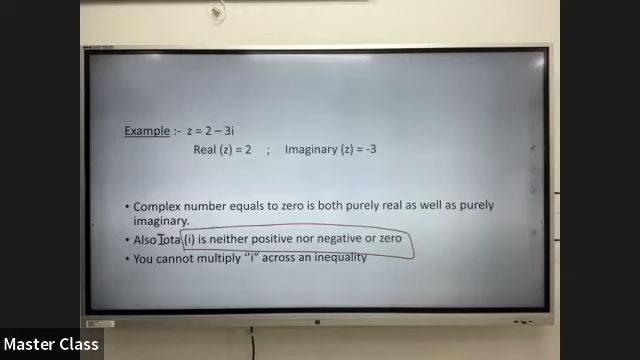 Example :- z = 2 – 3i
Real (z) = 2 ; Imaginary (z) = -3
• Complex number equals to zero is both purely real as well as purely
imaginary.
• Also Iota (i) is neither positive nor negative or zero
• You cannot multiply "i" across an inequality
Master Class